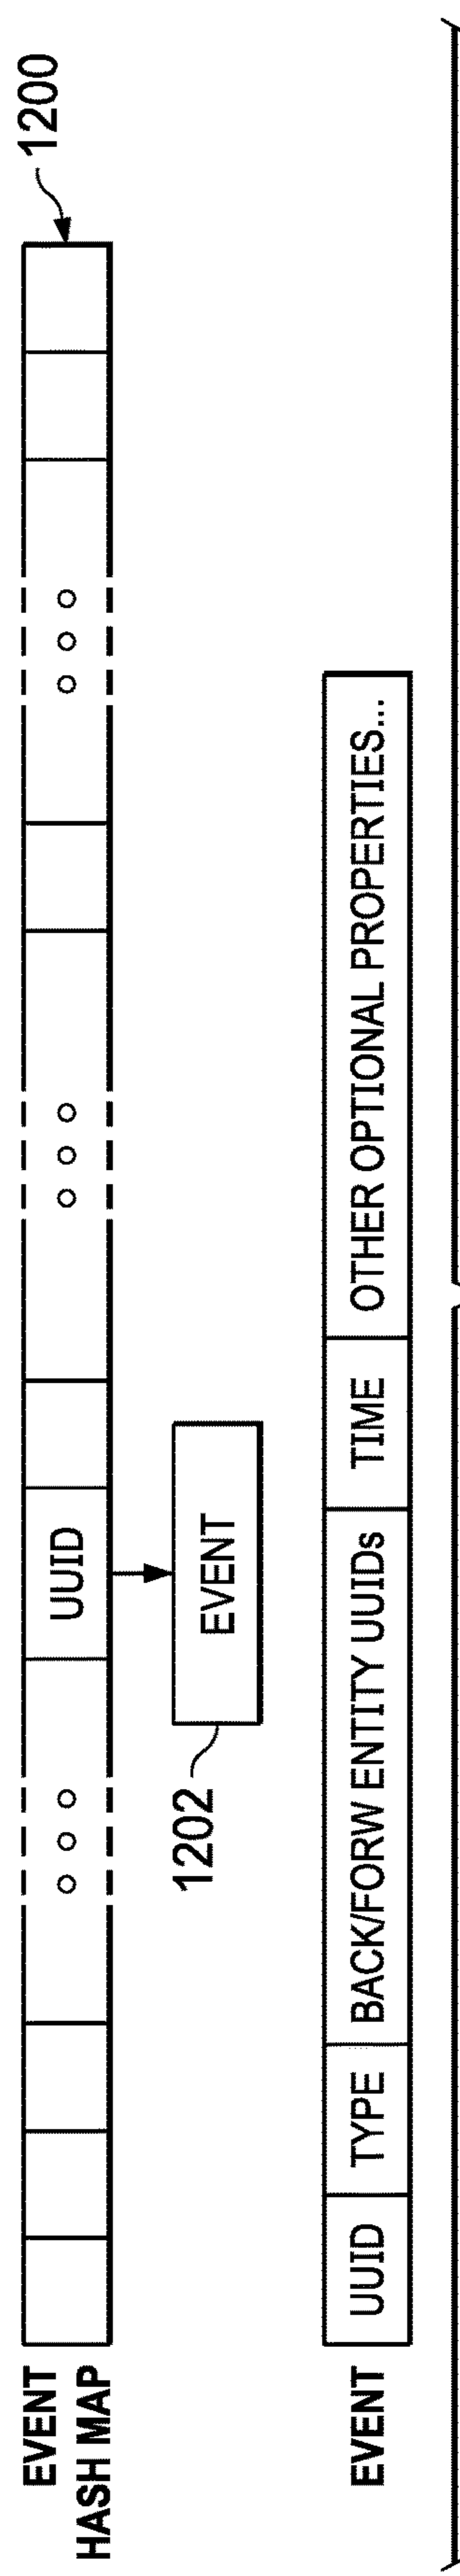 1200
EVENT
HASH MAP
UUID
EVENT
1202
EVENT
UUID
TYPE
BACK/FORW ENTITY UUIDs
TIME
OTHER OPTIONAL PROPERTIES...